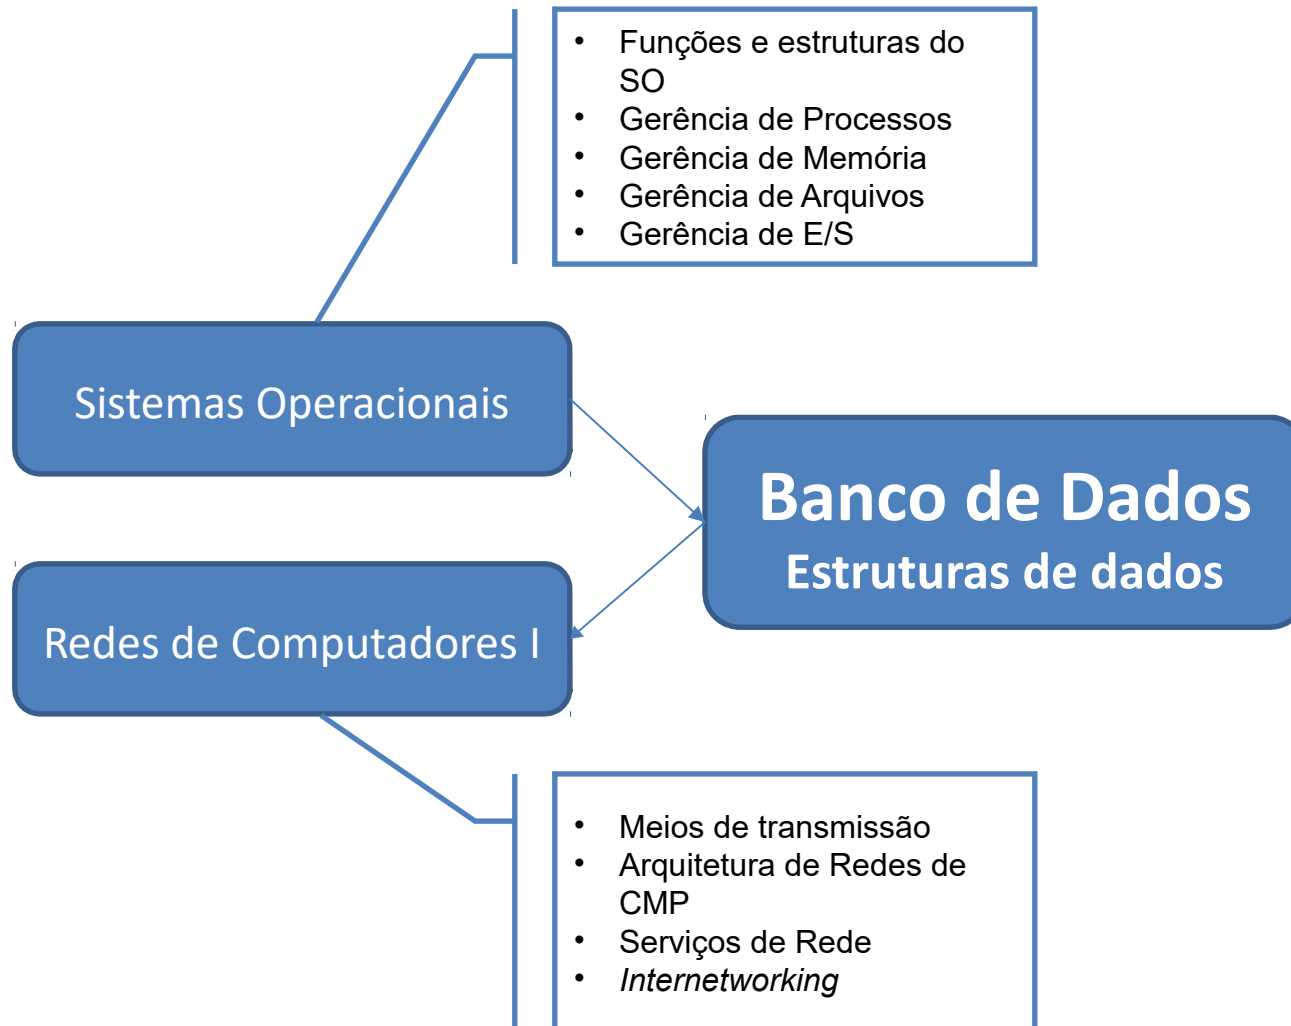 • Funções e estruturas do
SO
• Gerência de Processos
• Gerência de Memória
• Gerência de Arquivos
• Gerência de E/S
Sistemas Operacionais
Banco de Dados
Estruturas de dados
Redes de Computadores I
• Meios de transmissão
• Arquitetura de Redes de
CMP
• Serviços de Rede
• Internetworking